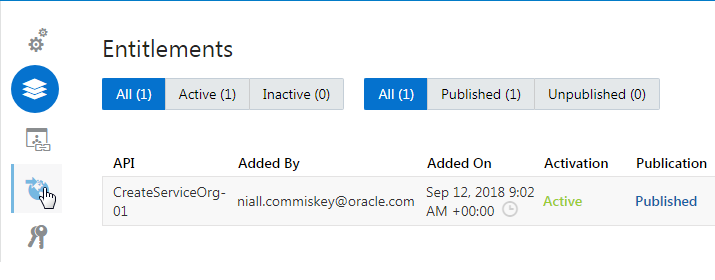 Entitlements
All (1) Active (1) Inactive (0) All (1) Published (1) Unpublished (0)
API Added By Added On Activation Publication
CreateServiceOrg-
01
niall.commiskey@oracle.com
Sep 12, 2018 9:02
AM +00:00
Active
Published